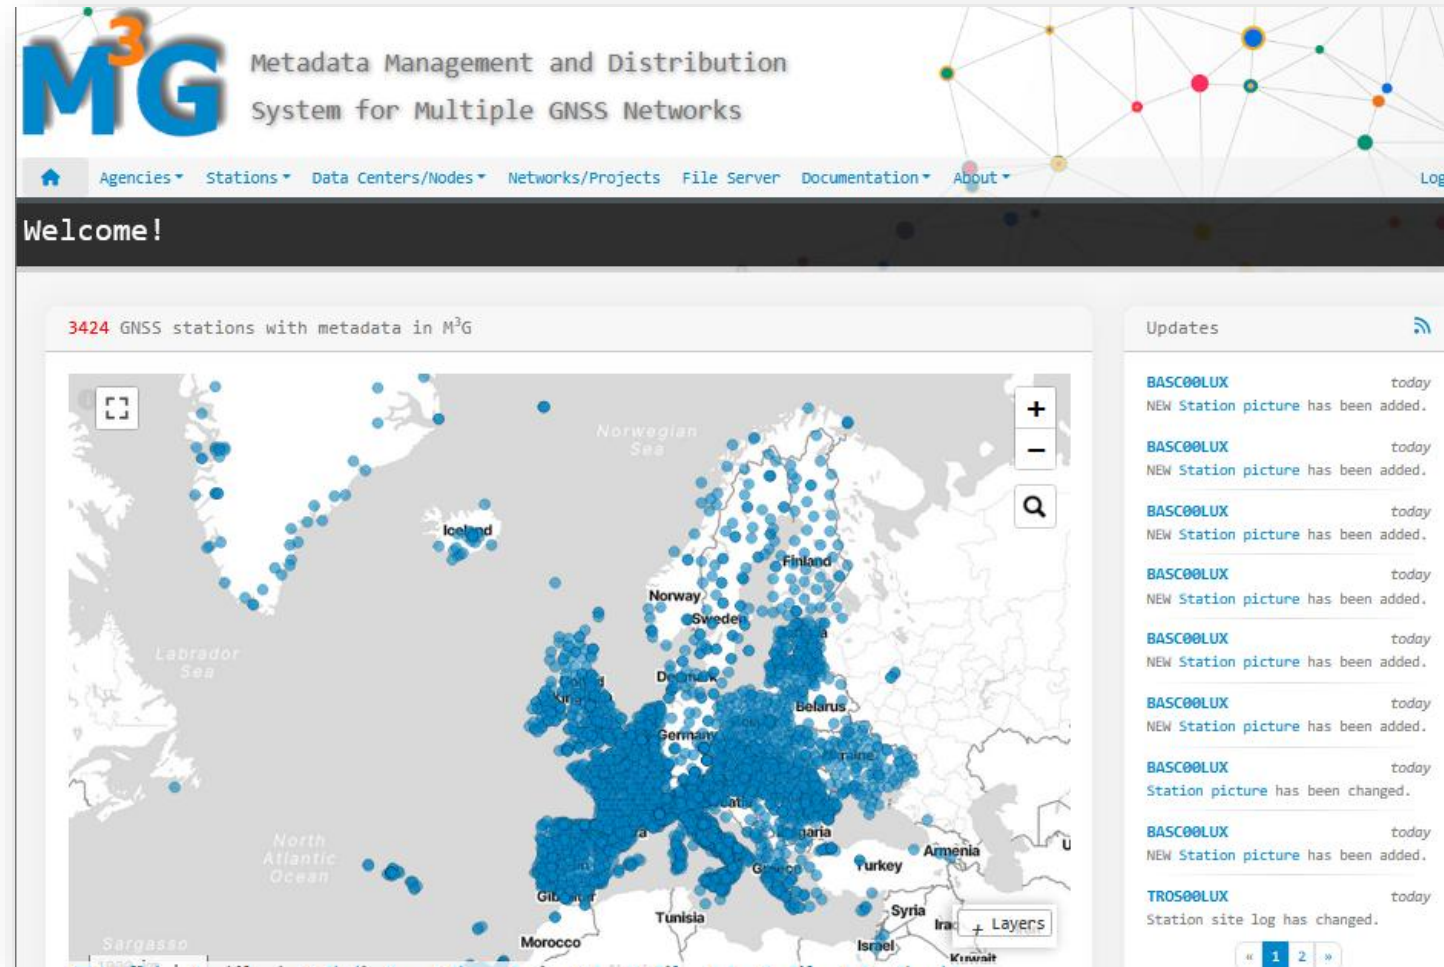 M3G
Metadata Management and Distribution
System for Multiple GNSS Networks
Agencies Stations Data Centers/Nodes Networks/Projects File Server Documentation About Log
Welcome!
3424 GNSS stations with metadata in M3G
Norwegian
Sea
Iceland
Finland
Norway
Sweden
Labrador
Sea
Belarus
German
North
Atlantic
Ocean
Armenia
Turkey
Tunisia
Syria
Morocco
Israel
Kuwait
Sargasso
+
−
+ Layers
Updates
BASC00LUX today
NEW Station picture has been added.
BASC00LUX today
NEW Station picture has been added.
BASC00LUX today
NEW Station picture has been added.
BASC00LUX today
NEW Station picture has been added.
BASC00LUX today
NEW Station picture has been added.
BASC00LUX today
NEW Station picture has been added.
BASC00LUX today
Station picture has been changed.
BASC00LUX today
NEW Station picture has been added.
TROS00LUX today
Station site log has changed.
« 1 2 »